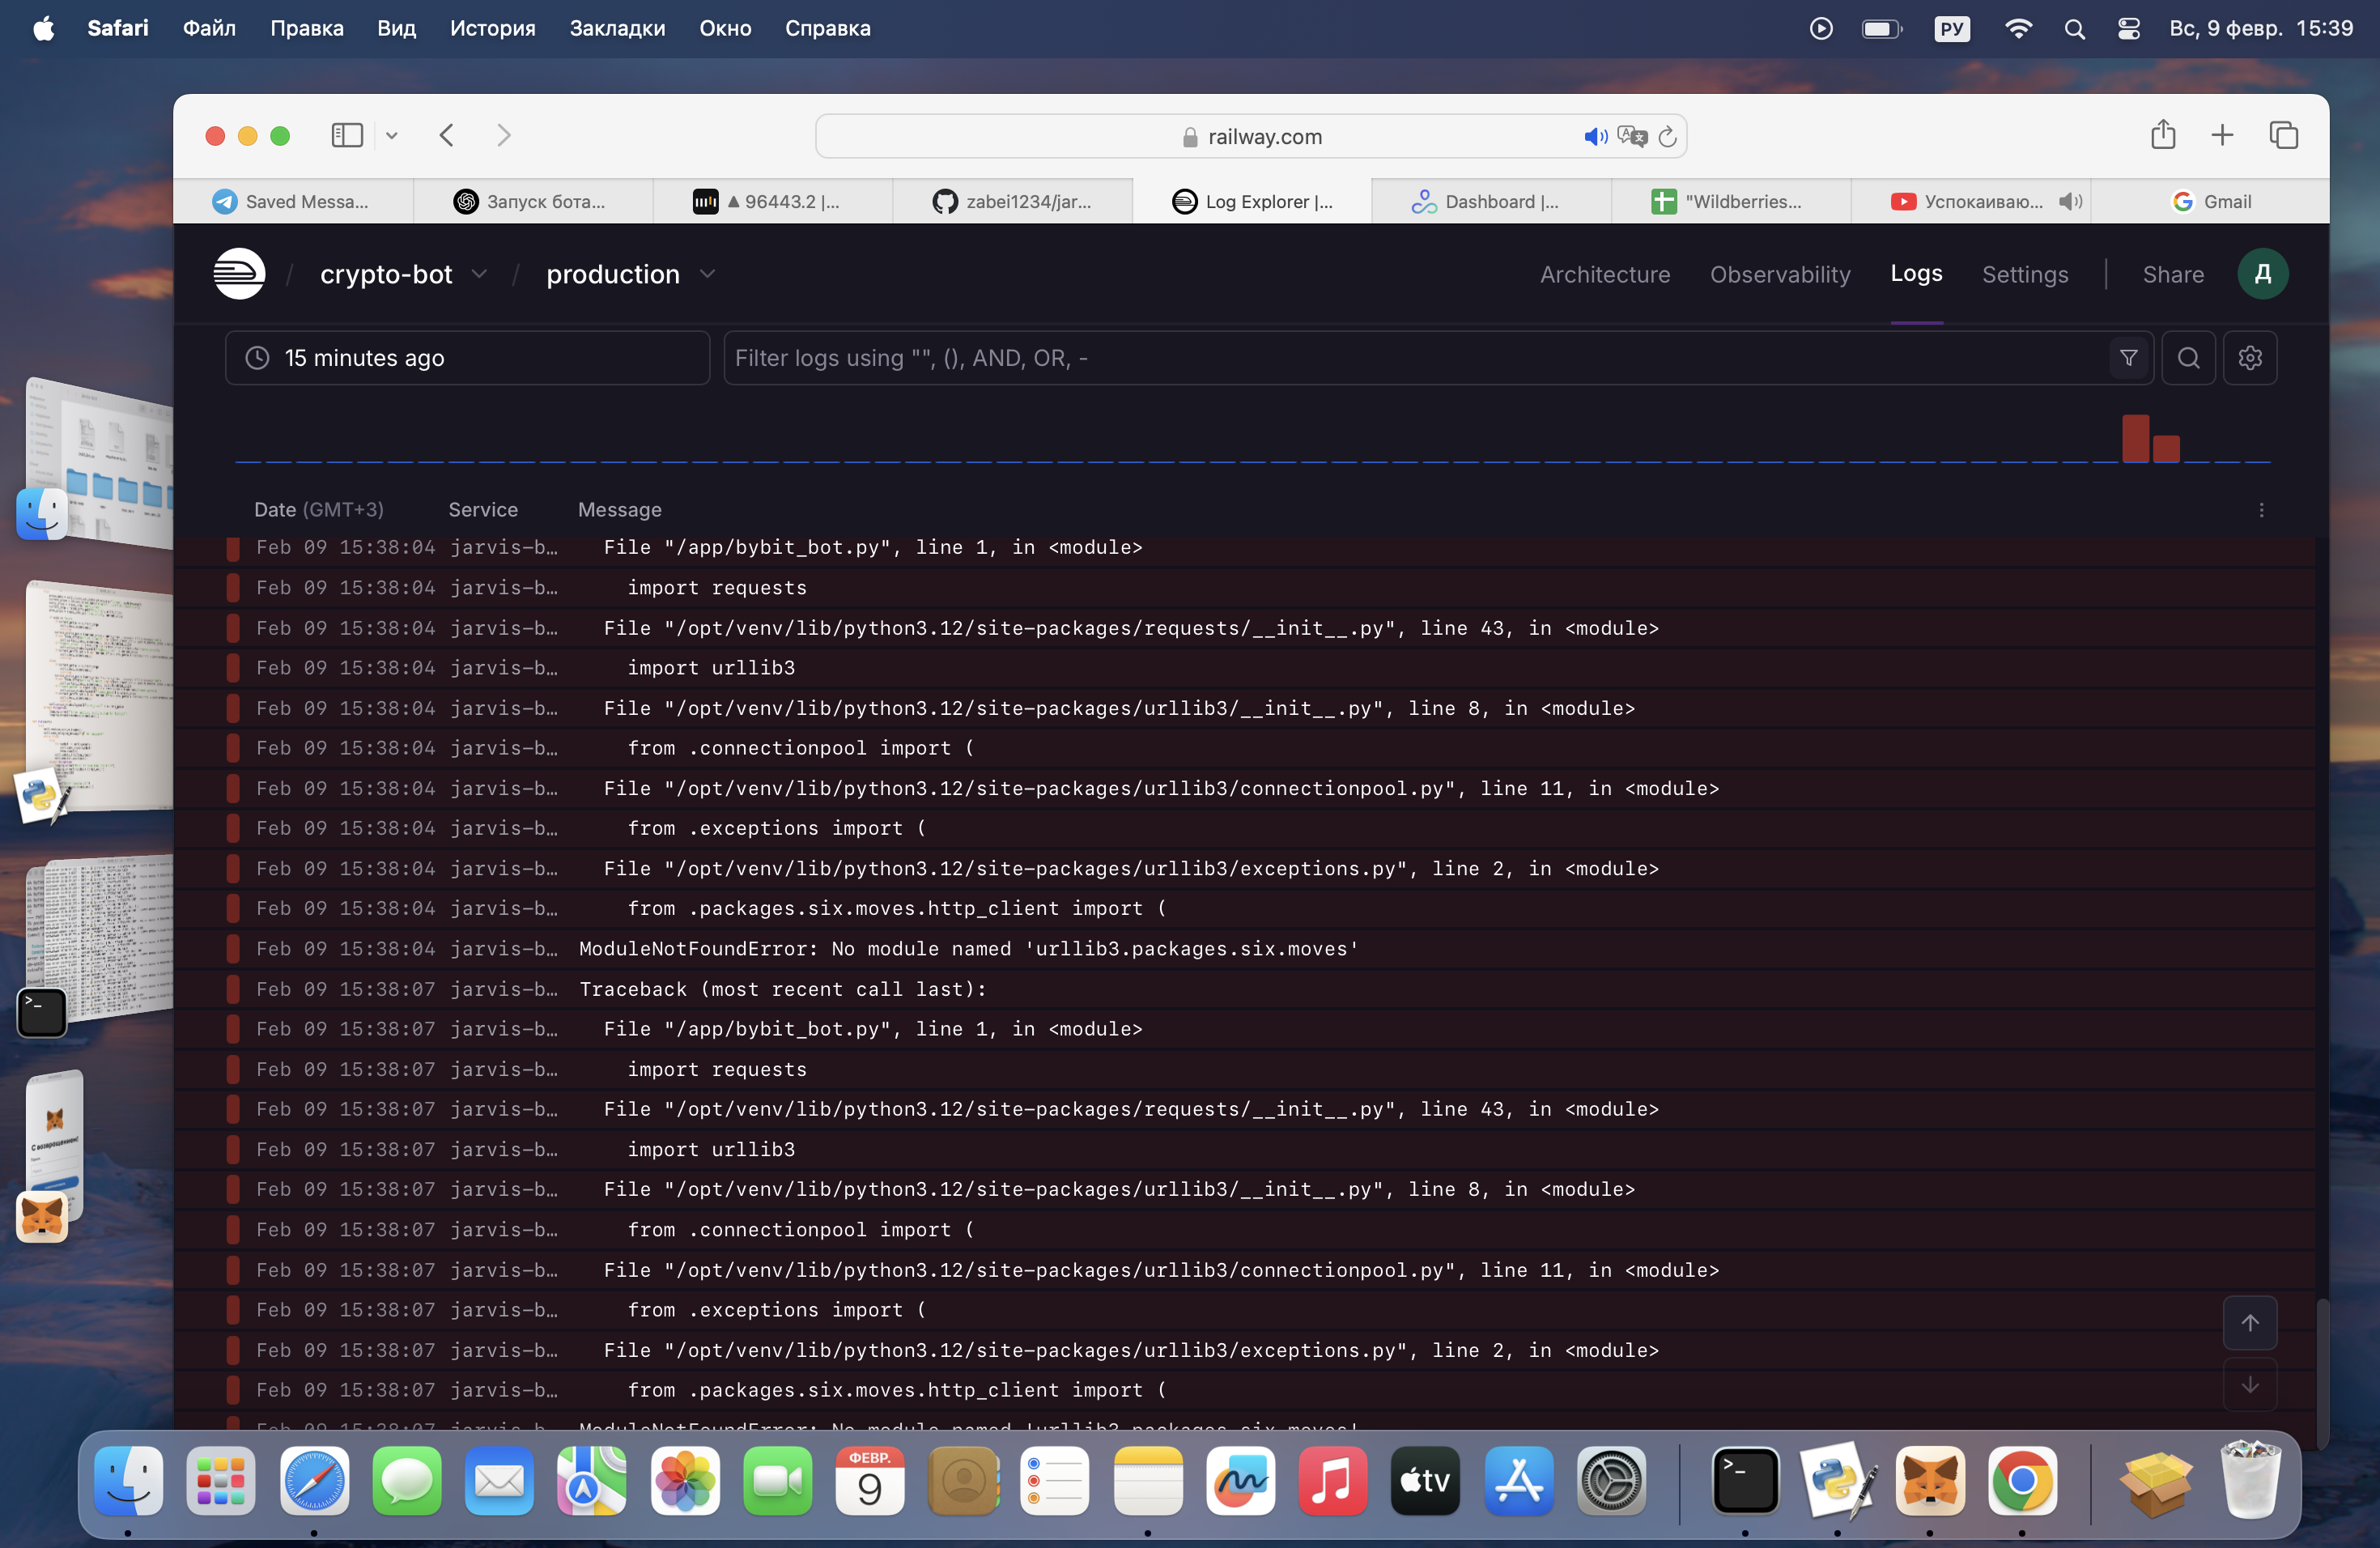 Safari Файл Правка Вид История Закладки Окно Справка РУ Вс, 9 февр. 15:39
railway.com
Saved Messa... Запуск бота... ▲ 96443.2 |... zabei1234/jar... Log Explorer |... Dashboard |... "Wildberries... Успокаиваю... Gmail
/ crypto-bot / production Architecture Observability Logs Settings | Share Д
15 minutes ago Filter logs using "", (), AND, OR, -
Date (GMT+3) Service Message
Feb 09 15:38:04 jarvis-b… File "/app/bybit_bot.py", line 1, in <module>
Feb 09 15:38:04 jarvis-b… import requests
Feb 09 15:38:04 jarvis-b… File "/opt/venv/lib/python3.12/site-packages/requests/__init__.py", line 43, in <module>
Feb 09 15:38:04 jarvis-b… import urllib3
Feb 09 15:38:04 jarvis-b… File "/opt/venv/lib/python3.12/site-packages/urllib3/__init__.py", line 8, in <module>
Feb 09 15:38:04 jarvis-b… from .connectionpool import (
Feb 09 15:38:04 jarvis-b… File "/opt/venv/lib/python3.12/site-packages/urllib3/connectionpool.py", line 11, in <module>
Feb 09 15:38:04 jarvis-b… from .exceptions import (
Feb 09 15:38:04 jarvis-b… File "/opt/venv/lib/python3.12/site-packages/urllib3/exceptions.py", line 2, in <module>
Feb 09 15:38:04 jarvis-b… from .packages.six.moves.http_client import (
Feb 09 15:38:04 jarvis-b… ModuleNotFoundError: No module named 'urllib3.packages.six.moves'
Feb 09 15:38:07 jarvis-b… Traceback (most recent call last):
Feb 09 15:38:07 jarvis-b… File "/app/bybit_bot.py", line 1, in <module>
Feb 09 15:38:07 jarvis-b… import requests
Feb 09 15:38:07 jarvis-b… File "/opt/venv/lib/python3.12/site-packages/requests/__init__.py", line 43, in <module>
Feb 09 15:38:07 jarvis-b… import urllib3
Feb 09 15:38:07 jarvis-b… File "/opt/venv/lib/python3.12/site-packages/urllib3/__init__.py", line 8, in <module>
Feb 09 15:38:07 jarvis-b… from .connectionpool import (
Feb 09 15:38:07 jarvis-b… File "/opt/venv/lib/python3.12/site-packages/urllib3/connectionpool.py", line 11, in <module>
Feb 09 15:38:07 jarvis-b… from .exceptions import (
Feb 09 15:38:07 jarvis-b… File "/opt/venv/lib/python3.12/site-packages/urllib3/exceptions.py", line 2, in <module>
Feb 09 15:38:07 jarvis-b… from .packages.six.moves.http_client import (
Feb 09 15:38:07 jarvis-b… ModuleNotFoundError: No module named 'urllib3.packages.six.moves'
С возвращением!
ФЕВР.
9
tv